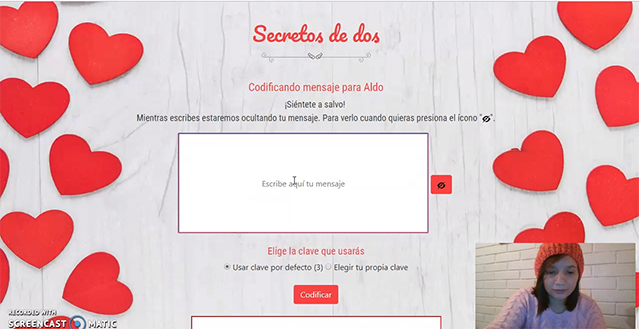 Secretos de dos
Codificando mensaje para Aldo
¡Siéntete a salvo!
Mientras escribes estaremos ocultando tu mensaje. Para verlo cuando quieras presiona el ícono "".
Escribe aquí tu mensaje
Elige la clave que usarás
Usar clave por defecto (3) Elegir tu propia clave
Codificar
RECORDED WITH
SCREENCAST MATIC